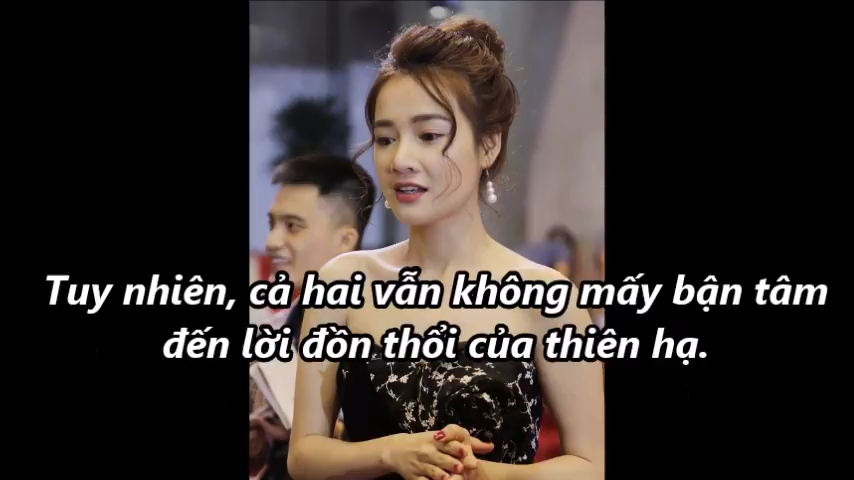 Tuy nhiên, cả hai vẫn không mấy bận tâm
đến lời đồn thổi của thiên hạ.